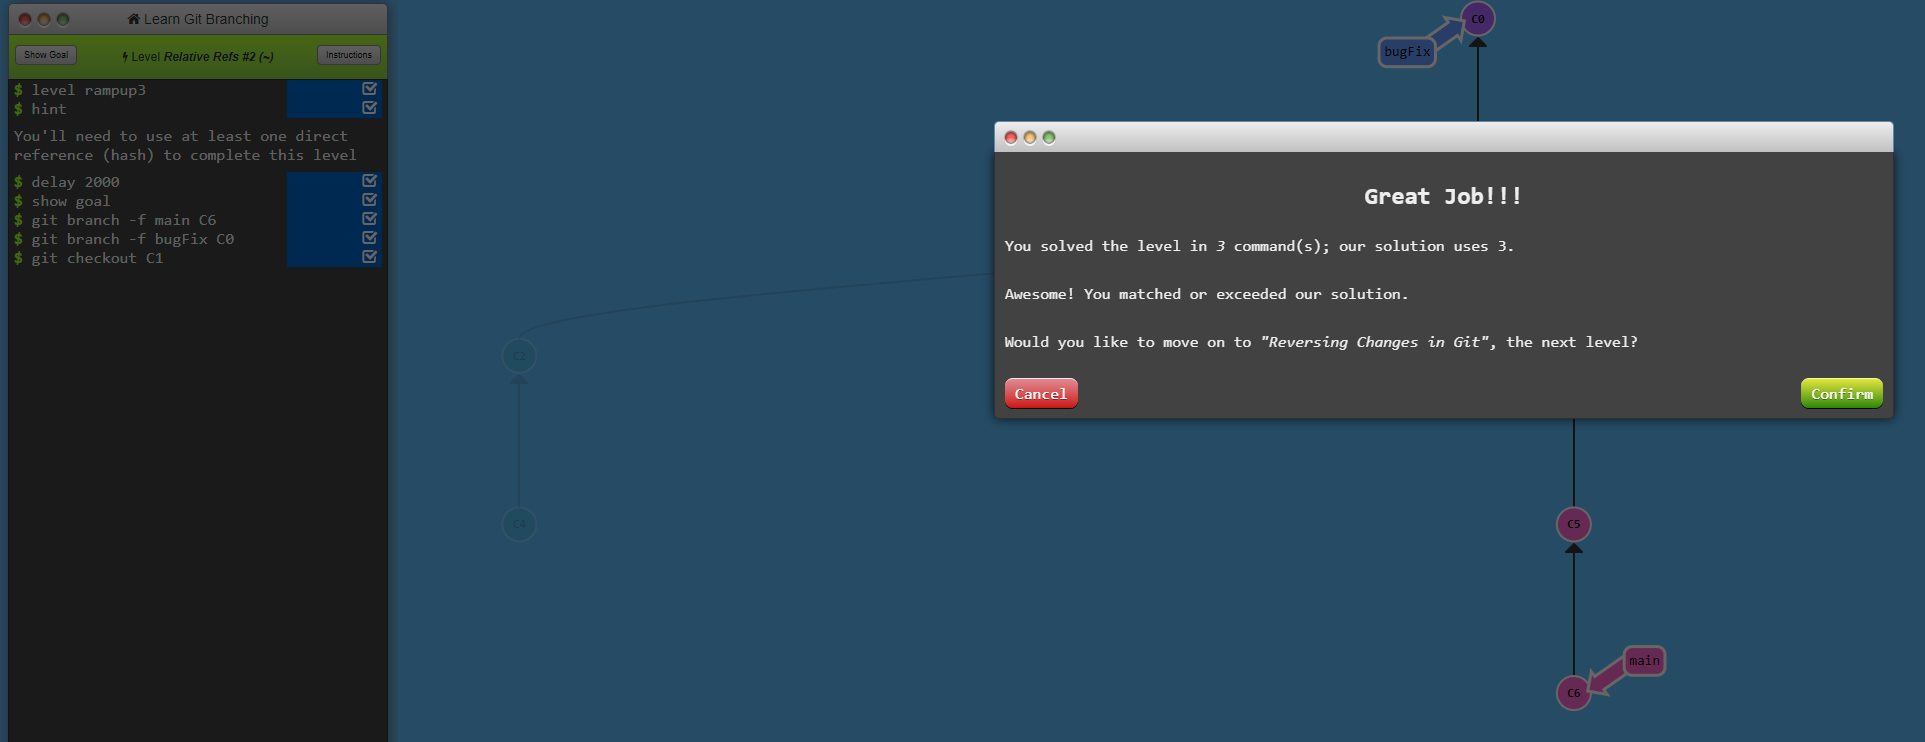 Learn Git Branching
Show Goal
Level Relative Refs #2 (~)
Instructions
$ level rampup3
$ hint
You'll need to use at least one direct
reference (hash) to complete this level
$ delay 2000
$ show goal
$ git branch -f main C6
$ git branch -f bugFix C0
$ git checkout C1
C0
bugFix
Great Job!!!
You solved the level in 3 command(s); our solution uses 3.
Awesome! You matched or exceeded our solution.
Would you like to move on to "Reversing Changes in Git", the next level?
Cancel
Confirm
C2
C4
C5
main
C6